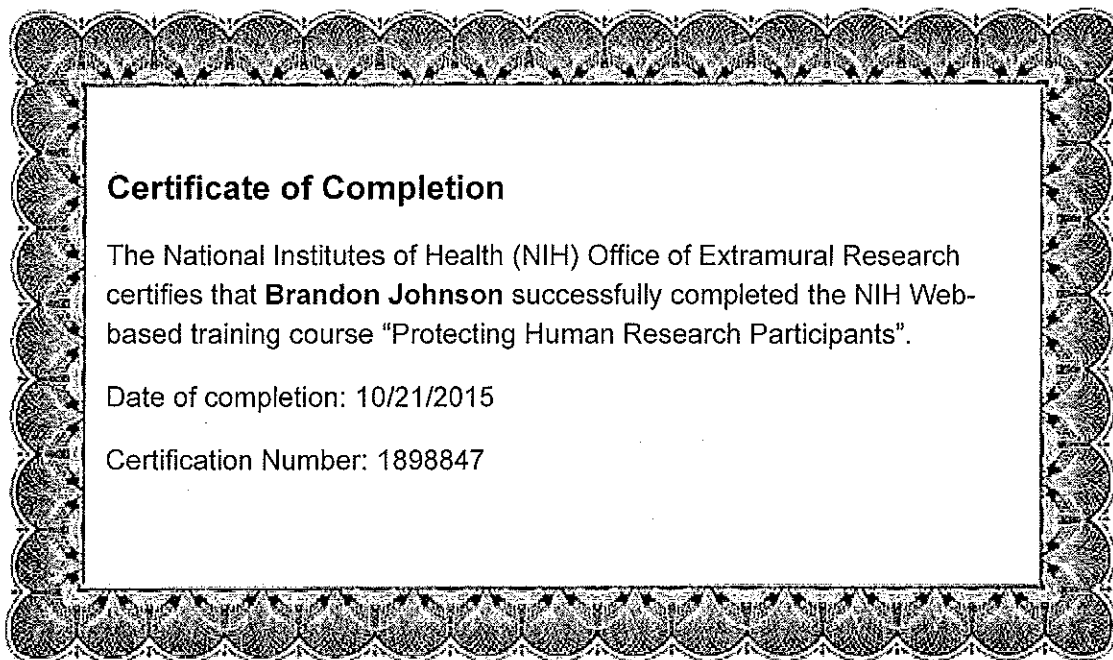 Certificate of Completion
The National Institutes of Health (NIH) Office of Extramural Research
certifies that Brandon Johnson successfully completed the NIH Web-
based training course “Protecting Human Research Participants”.
Date of completion: 10/21/2015
Certification Number: 1898847